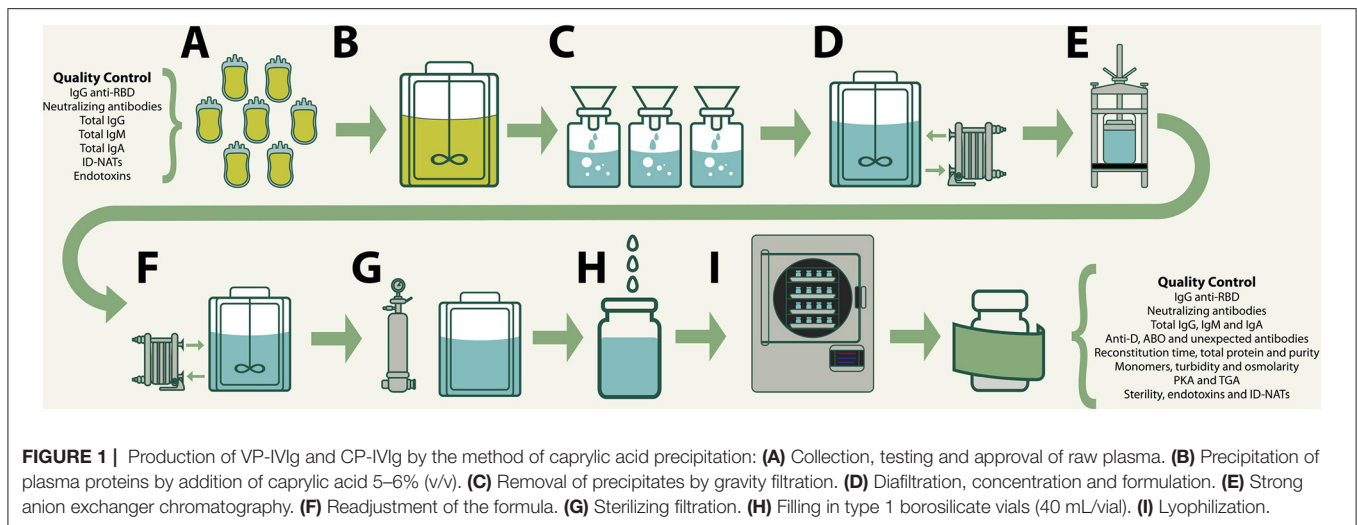 A
B
C
D
E
Quality Control
IgG anti-RBD
Neutralizing antibodies
Total IgG
Total IgM
Total IgA
ID-NATs
Endotoxins
F
G
H
I
Quality Control
IgG anti-RBD
Neutralizing antibodies
Total IgG, IgM and IgA
Anti-D, ABO and unexpected antibodies
Reconstitution time, total protein and purity
Monomers, turbidity and osmolarity
PKA and TGA
Sterility, endotoxins and ID-NATs
FIGURE 1 | Production of VP-IVIg and CP-IVIg by the method of caprylic acid precipitation: (A) Collection, testing and approval of raw plasma. (B) Precipitation of
plasma proteins by addition of caprylic acid 5–6% (v/v). (C) Removal of precipitates by gravity filtration. (D) Diafiltration, concentration and formulation. (E) Strong
anion exchanger chromatography. (F) Readjustment of the formula. (G) Sterilizing filtration. (H) Filling in type 1 borosilicate vials (40 mL/vial). (I) Lyophilization.